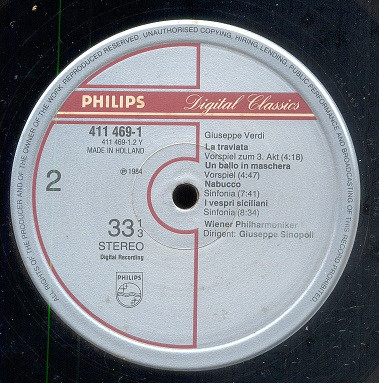 ALL RIGHTS OF THE PRODUCER AND OF THE OWNER OF THE WORK REPRODUCED RESERVED. UNAUTHORISED COPYING, HIRING, LENDING, PUBLIC PERFORMANCE AND BROADCASTING OF THIS RECORD PROHIBITED
PHILIPS Digital Classics
411 469-1
411 469-1.2 Y
MADE IN HOLLAND
℗ 1984
2
33 1/3
STEREO
Digital Recording
PHILIPS
Giuseppe Verdi
La traviata
Vorspiel zum 3. Akt (4:18)
Un ballo in maschera
Vorspiel (4:47)
Nabucco
Sinfonia (7:41)
I vespri siciliani
Sinfonia (8:34)
Wiener Philharmoniker
Dirigent: Giuseppe Sinopoli